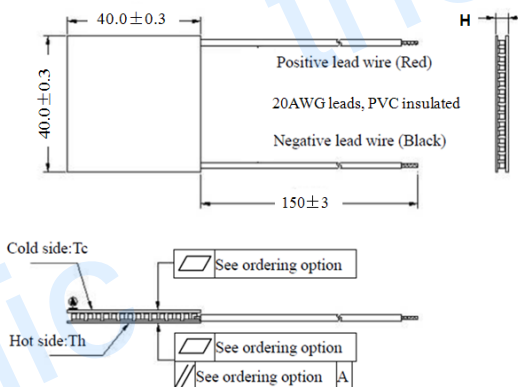 40.0±0.3
H
40.0±0.3
Positive lead wire (Red)
20AWG leads, PVC insulated
Negative lead wire (Black)
150±3
Cold side:Tc
See ordering option
A
Hot side:Th
See ordering option
See ordering option A